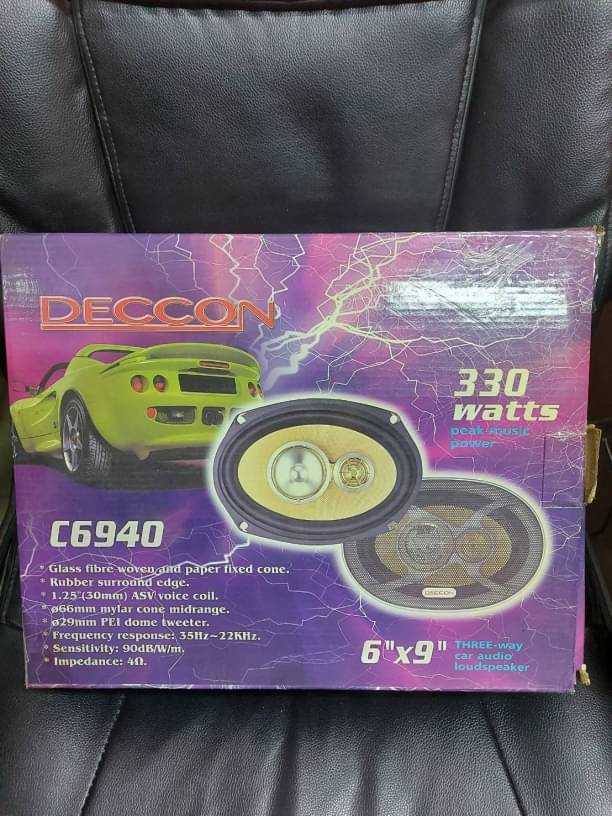 DECCON
330
watts
peak music
power
C6940
* Glass fibre woven and paper fixed cone.
* Rubber surround edge.
* 1.25"(30mm) ASV voice coil.
* ø66mm mylar cone midrange.
* ø29mm PEI dome tweeter.
* Frequency response: 35Hz~22KHz.
* Sensitivity: 90dB/W/m.
* Impedance: 4Ω.
DECCON
6"x9"
THREE-way
car audio
loudspeaker